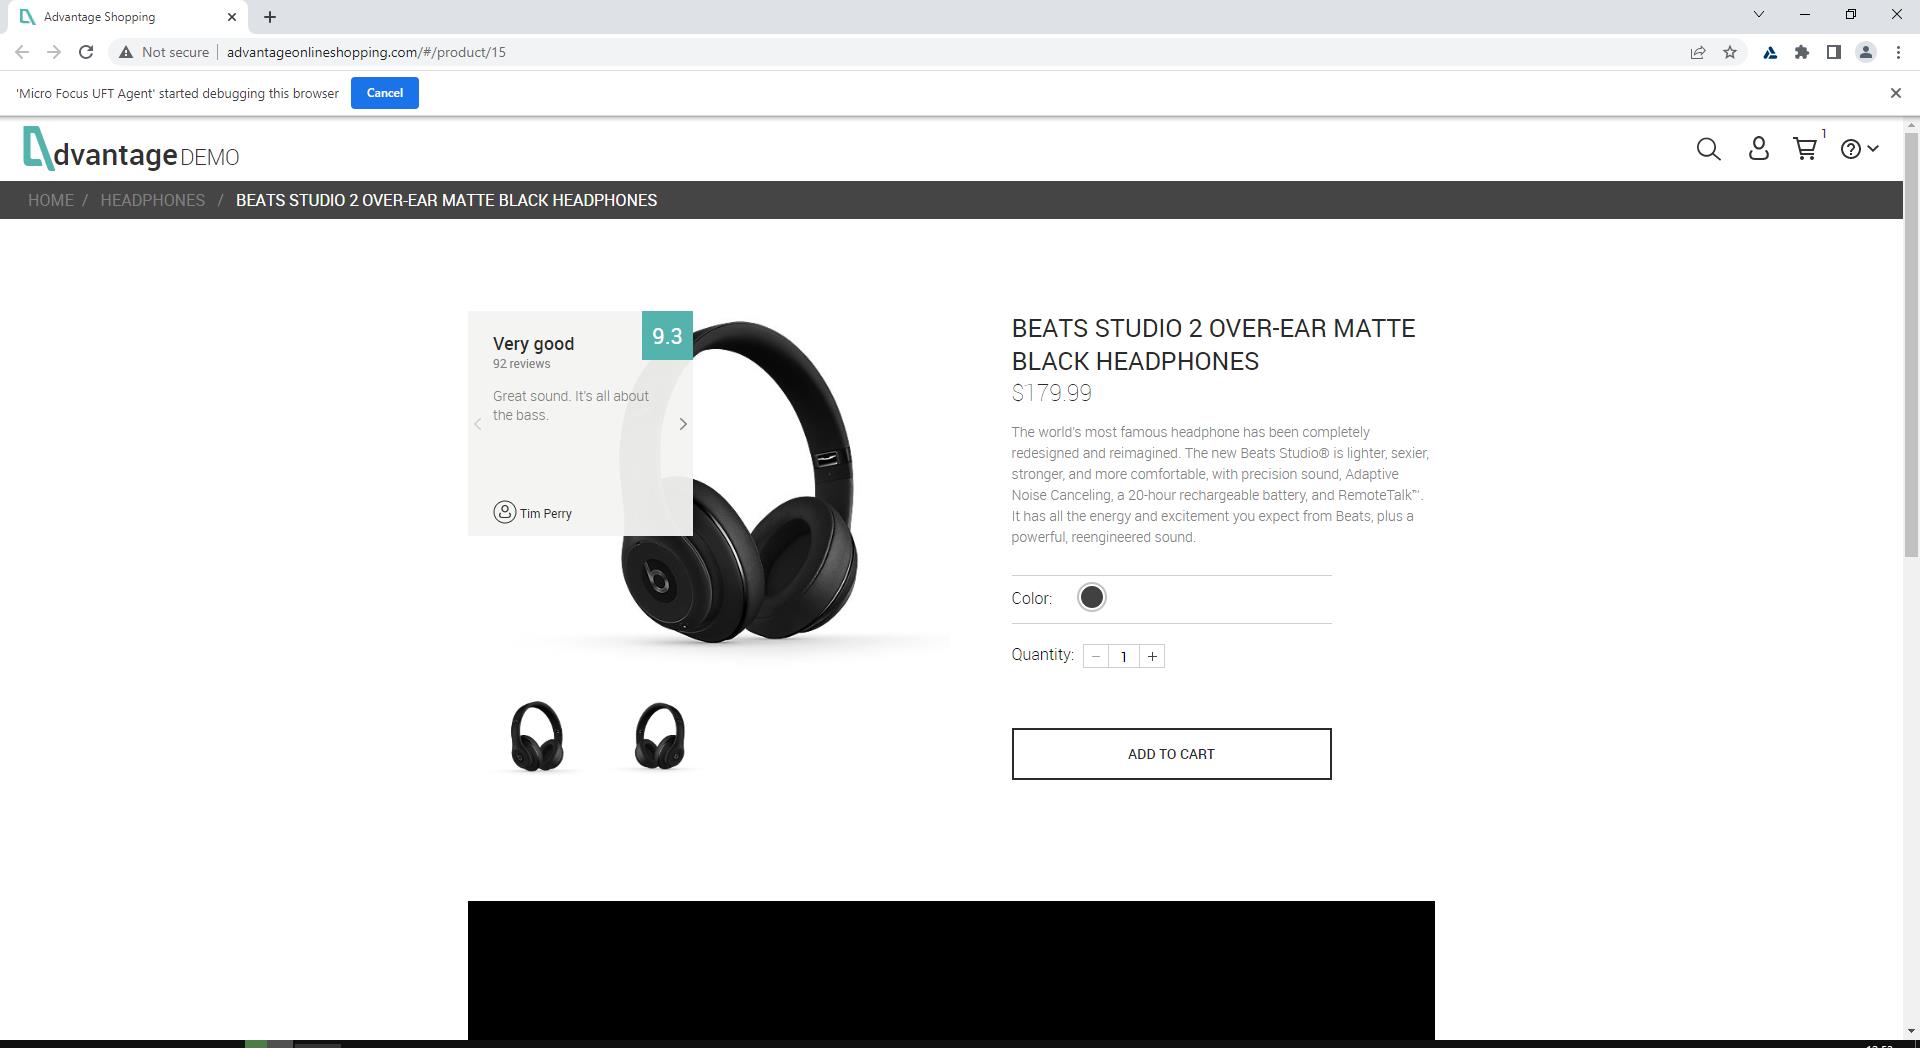 Advantage Shopping
Not secure
advantageonlineshopping.com/#/product/15
'Micro Focus UFT Agent' started debugging this browser
Cancel
dvantage DEMO
1
HOME / HEADPHONES / BEATS STUDIO 2 OVER-EAR MATTE BLACK HEADPHONES
Very good
9.3
92 reviews
Great sound. It's all about
the bass.
Tim Perry
BEATS STUDIO 2 OVER-EAR MATTE
BLACK HEADPHONES
$179.99
The world's most famous headphone has been completely
redesigned and reimagined. The new Beats Studio® is lighter, sexier,
stronger, and more comfortable, with precision sound, Adaptive
Noise Canceling, a 20-hour rechargeable battery, and RemoteTalk™.
It has all the energy and excitement you expect from Beats, plus a
powerful, reengineered sound.
Color:
Quantity: − 1 +
ADD TO CART